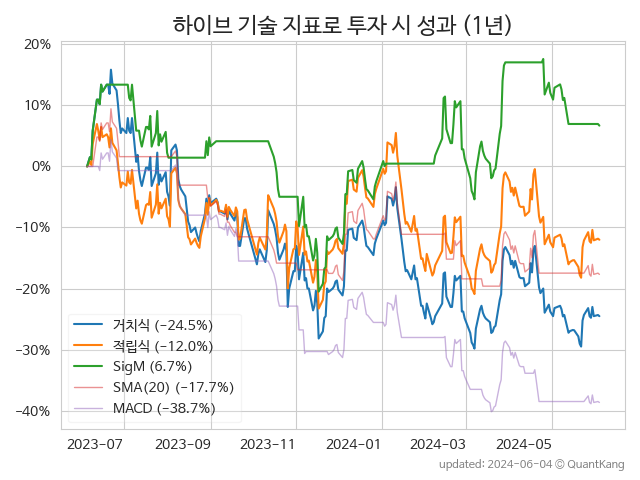 하이브 기술 지표로 투자 시 성과 (1년)
20%
10%
0%
−10%
−20%
−30%
−40%
거치식 (−24.5%)
적립식 (−12.0%)
SigM (6.7%)
SMA(20) (−17.7%)
MACD (−38.7%)
2023−07
2023−09
2023−11
2024−01
2024−03
2024−05
updated: 2024−06−04 © QuantKang